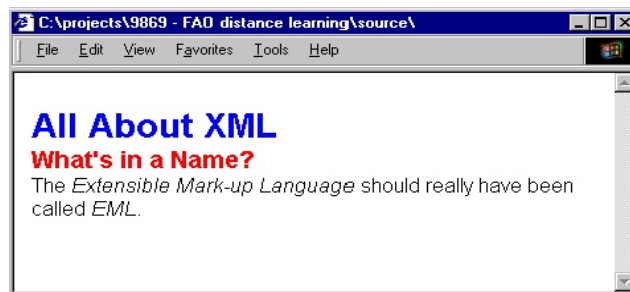 C:\projects\9869 - FAO distance learning\source\
File Edit View Favorites Tools Help
All About XML
What's in a Name?
The Extensible Mark-up Language should really have been
called EML.